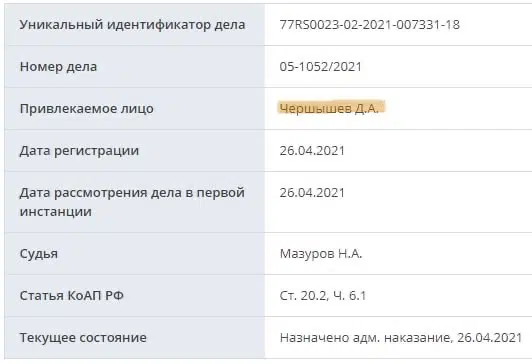 Уникальный идентификатор дела 77RS0023-02-2021-007331-18
Номер дела 05-1052/2021
Привлекаемое лицо Чершышев Д.А.
Дата регистрации 26.04.2021
Дата рассмотрения дела в первой 26.04.2021
инстанции
Судья Мазуров Н.А.
Статья КоАП РФ Ст. 20.2, Ч. 6.1
Текущее состояние Назначено адм. наказание, 26.04.2021